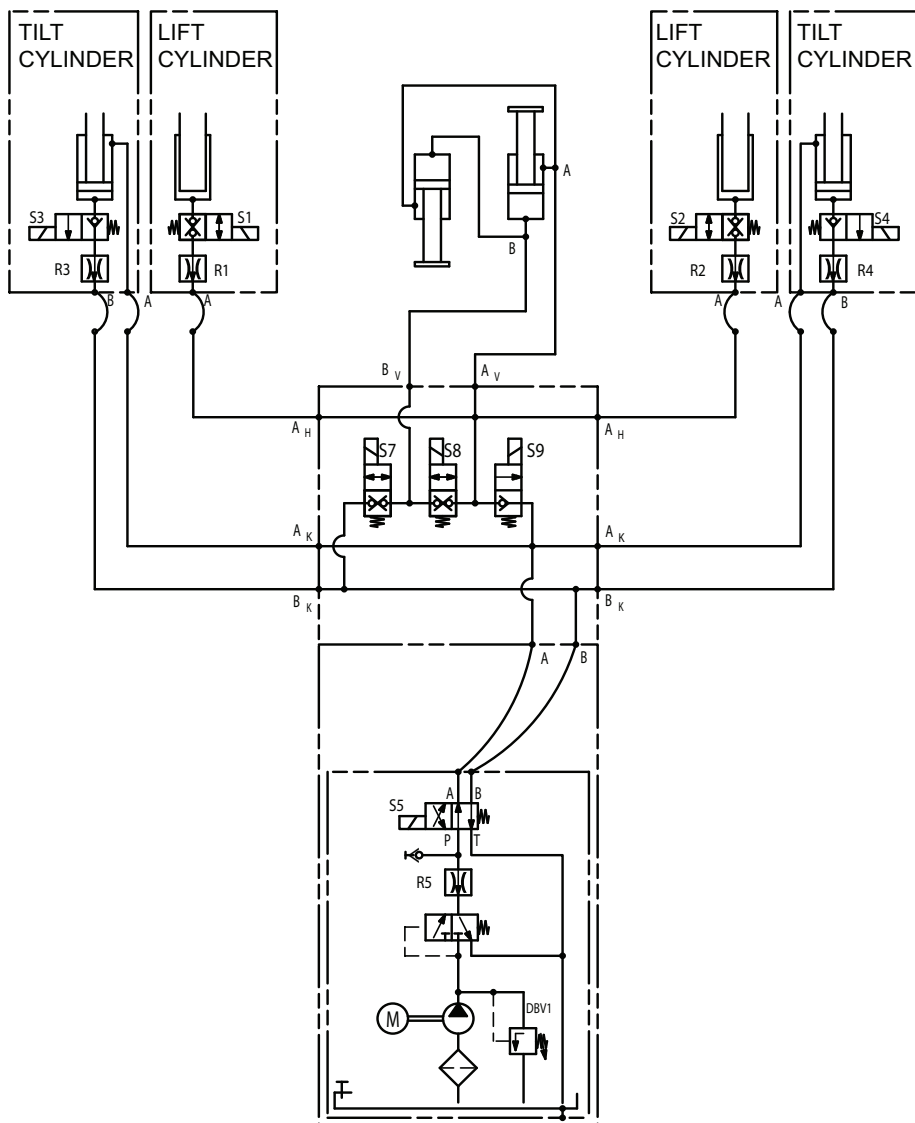 TILT
CYLINDER
LIFT
CYLINDER
LIFT
CYLINDER
TILT
CYLINDER
S3
S1
S2
S4
A
B
R3
R1
R2
R4
B
A
A
A
A
B
B V
A V
A H
A H
S7
S8
S9
A K
A K
B K
B K
A
B
A
B
S5
P
T
R5
DBV1
M